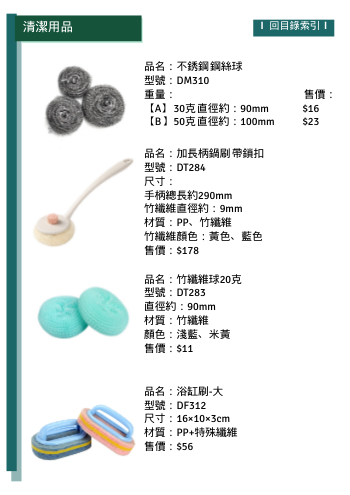 清潔用品
I 回目錄索引 I
品名：不銹鋼鋼絲球
型號：DM310
重量： 售價：
【A】30克 直徑約：90mm $16
【B】50克 直徑約：100mm $23
品名：加長柄鍋刷 帶鎖扣
型號：DT284
尺寸：
手柄總長約290mm
竹纖維直徑約：9mm
材質：PP、竹纖維
竹纖維顏色：黃色、藍色
售價：$178
品名：竹纖維球20克
型號：DT283
直徑約：90mm
材質：竹纖維
顏色：淺藍、米黃
售價：$11
品名：浴缸刷-大
型號：DF312
尺寸：16×10×3cm
材質：PP+特殊纖維
售價：$56